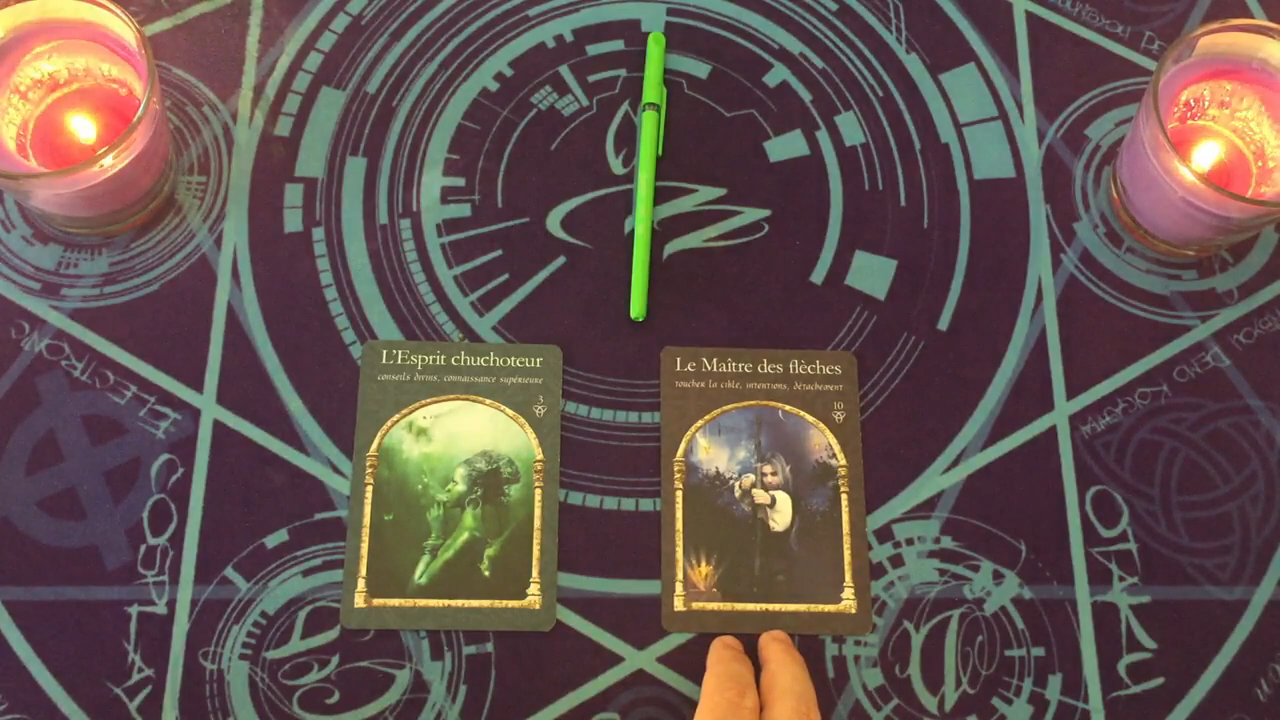 L'Esprit chuchoteur
conseils divins, connaissance supérieure
3
Le Maître des flèches
toucher la cible, intentions, détachement
10
ELECTRONIC
COSPLAY
OTAKU